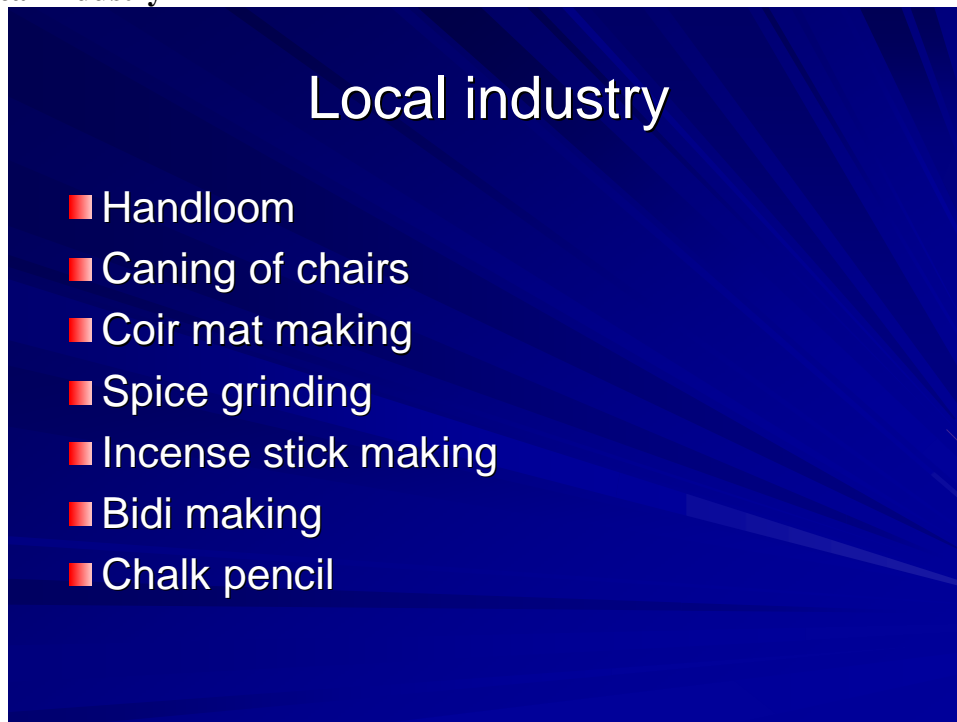 Local industry
Handloom
Caning of chairs
Coir mat making
Spice grinding
Incense stick making
Bidi making
Chalk pencil